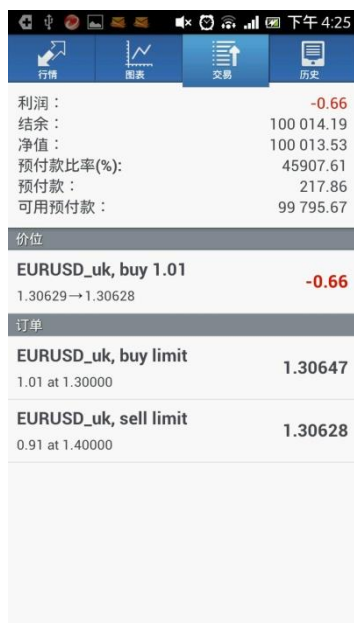 下午 4:25
行情 图表 交易 历史
利润： -0.66
结余： 100 014.19
净值： 100 013.53
预付款比率(%): 45907.61
预付款： 217.86
可用预付款： 99 795.67
价位
EURUSD_uk, buy 1.01 -0.66
1.30629→1.30628
订单
EURUSD_uk, buy limit 1.30647
1.01 at 1.30000
EURUSD_uk, sell limit 1.30628
0.91 at 1.40000